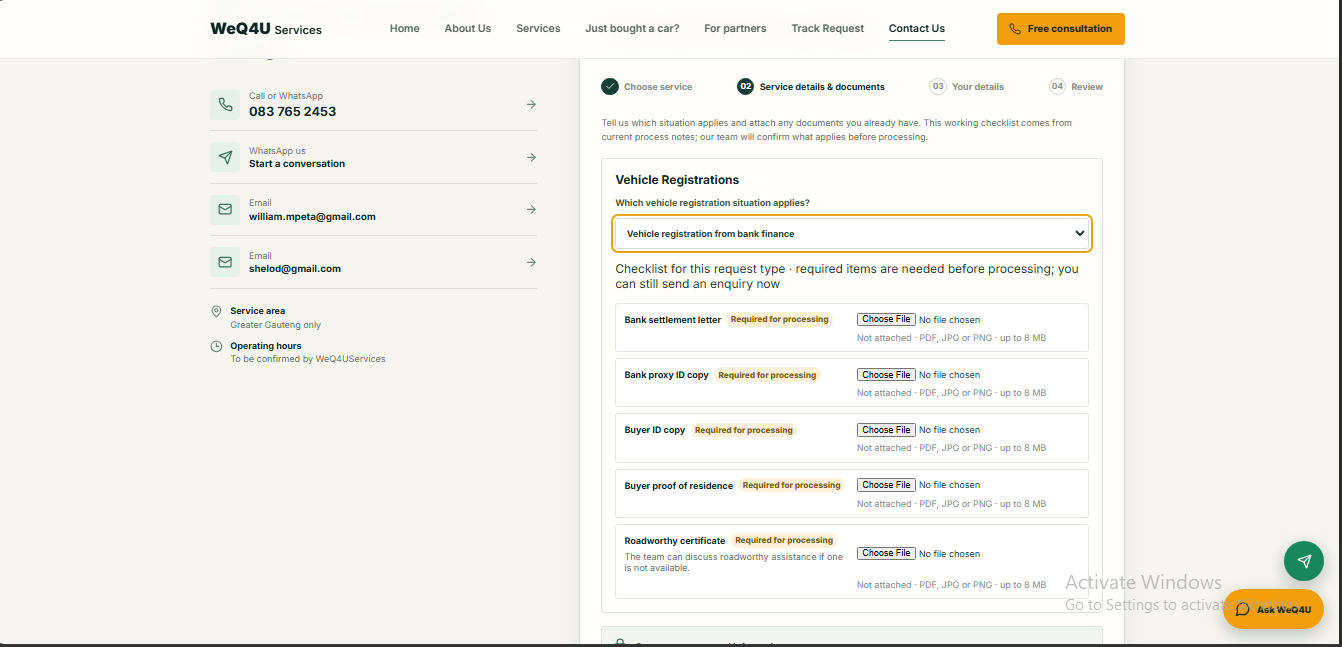 WeQ4U Services
Home
About Us
Services
Just bought a car?
For partners
Track Request
Contact Us
Free consultation
Call or WhatsApp
083 765 2453
WhatsApp us
Start a conversation
Email
william.mpeta@gmail.com
Email
shelod@gmail.com
Service area
Greater Gauteng only
Operating hours
To be confirmed by WeQ4UServices
Choose service
02 Service details & documents
03 Your details
04 Review
Tell us which situation applies and attach any documents you already have. This working checklist comes from
current process notes; our team will confirm what applies before processing.
Vehicle Registrations
Which vehicle registration situation applies?
Vehicle registration from bank finance
Checklist for this request type · required items are needed before processing; you
can still send an enquiry now
Bank settlement letter Required for processing
Choose File No file chosen
Not attached · PDF, JPG or PNG · up to 8 MB
Bank proxy ID copy Required for processing
Choose File No file chosen
Not attached · PDF, JPG or PNG · up to 8 MB
Buyer ID copy Required for processing
Choose File No file chosen
Not attached · PDF, JPG or PNG · up to 8 MB
Buyer proof of residence Required for processing
Choose File No file chosen
Not attached · PDF, JPG or PNG · up to 8 MB
Roadworthy certificate Required for processing
The team can discuss roadworthy assistance if one
is not available.
Choose File No file chosen
Not attached · PDF, JPG or PNG · up to 8 MB
Activate Windows
Go to Settings to activat
Ask WeQ4U